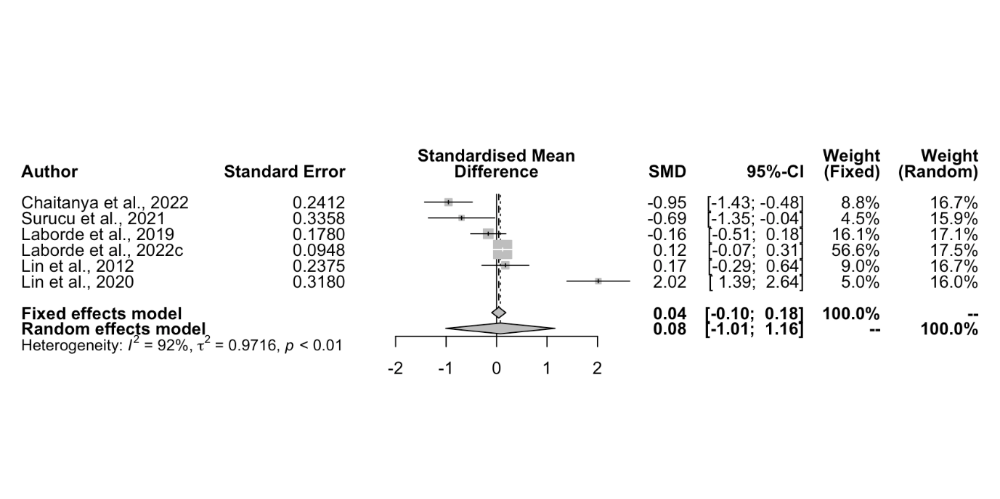 Standardised Mean Weight Weight
Author Standard Error Difference SMD 95%-CI (Fixed) (Random)
Chaitanya et al., 2022 0.2412 -0.95 [-1.43; -0.48] 8.8% 16.7%
Surucu et al., 2021 0.3358 -0.69 [-1.35; -0.04] 4.5% 15.9%
Laborde et al., 2019 0.1780 -0.16 [-0.51; 0.18] 16.1% 17.1%
Laborde et al., 2022c 0.0948 0.12 [-0.07; 0.31] 56.6% 17.5%
Lin et al., 2012 0.2375 0.17 [-0.29; 0.64] 9.0% 16.7%
Lin et al., 2020 0.3180 2.02 [ 1.39; 2.64] 5.0% 16.0%
Fixed effects model 0.04 [-0.10; 0.18] 100.0% --
Random effects model 0.08 [-1.01; 1.16] -- 100.0%
Heterogeneity: I² = 92%, τ² = 0.9716, p < 0.01
-2 -1 0 1 2